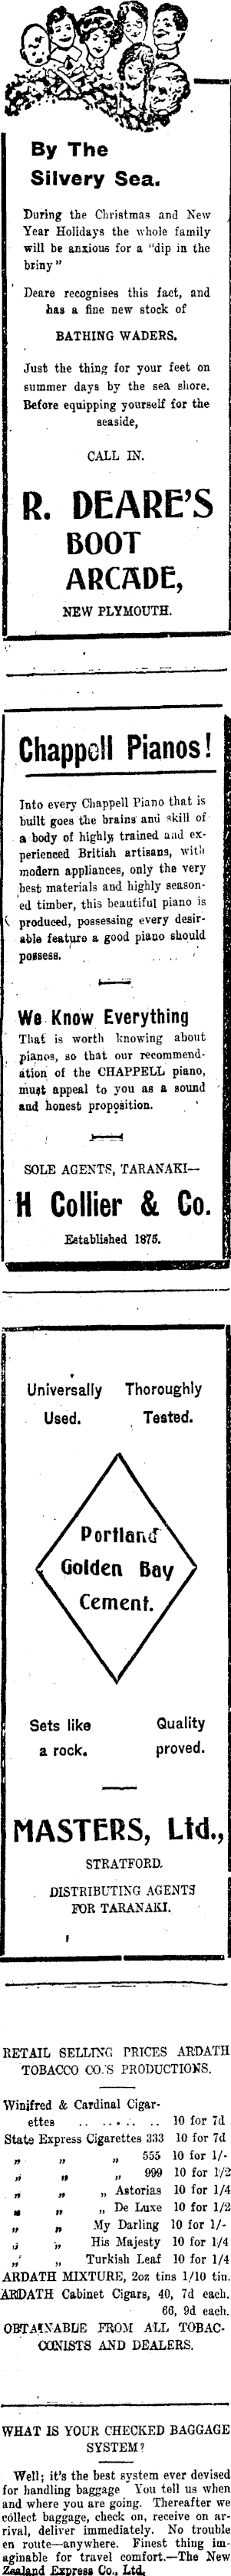 By The
Silvery Sea.
During the Christmas and New
Year Holidays the whole family
will be anxious for a "dip in the
briny"
Deare recognises this fact, and
has a fine new stock of
BATHING WADERS.
Just the thing for your feet on
summer days by the sea shore.
Before equipping yourself for the
seaside,
CALL IN.
R. DEARE'S
BOOT
ARCADE,
NEW PLYMOUTH.
Chappell Pianos!
Into every Chappell Piano that is
built goes the brains and skill of
a body of highly trained and ex-
perienced British artisans, with
modern appliances, only the very
best materials and highly season-
ed timber, this beautiful piano is
produced, possessing every desir-
able feature a good piano should
possess.
We Know Everything
That is worth knowing about
pianos, so that our recommend-
ation of the CHAPPELL piano,
must appeal to you as a sound
and honest proposition.
SOLE AGENTS, TARANAKI—
H Collier & Co.
Established 1875.
Universally Thoroughly
Used. Tested.
Portland
Golden Bay
Cement.
Sets like Quality
a rock. proved.
MASTERS, Ltd.,
STRATFORD.
DISTRIBUTING AGENTS
FOR TARANAKI.
RETAIL SELLING PRICES ARDATH
TOBACCO CO.'S PRODUCTIONS.
Winifred & Cardinal Cigar-
ettes .. .. .. .. 10 for 7d
State Express Cigarettes 333 10 for 7d
„ „ „ 555 10 for 1/-
„ „ „ 999 10 for 1/2
„ „ „ Astorias 10 for 1/4
„ „ „ De Luxe 10 for 1/2
„ „ My Darling 10 for 1/-
„ „ His Majesty 10 for 1/4
„ „ Turkish Leaf 10 for 1/4
ARDATH MIXTURE, 2oz tins 1/10 tin.
ARDATH Cabinet Cigars, 40, 7d each.
66, 9d each.
OBTAINABLE FROM ALL TOBAC-
CONISTS AND DEALERS.
WHAT IS YOUR CHECKED BAGGAGE
SYSTEM?
Well; it's the best system ever devised
for handling baggage You tell us when
and where you are going. Thereafter we
collect baggage, check on, receive on ar-
rival, deliver immediately. No trouble
en route—anywhere. Finest thing im-
aginable for travel comfort.—The New
Zealand Express Co., Ltd.